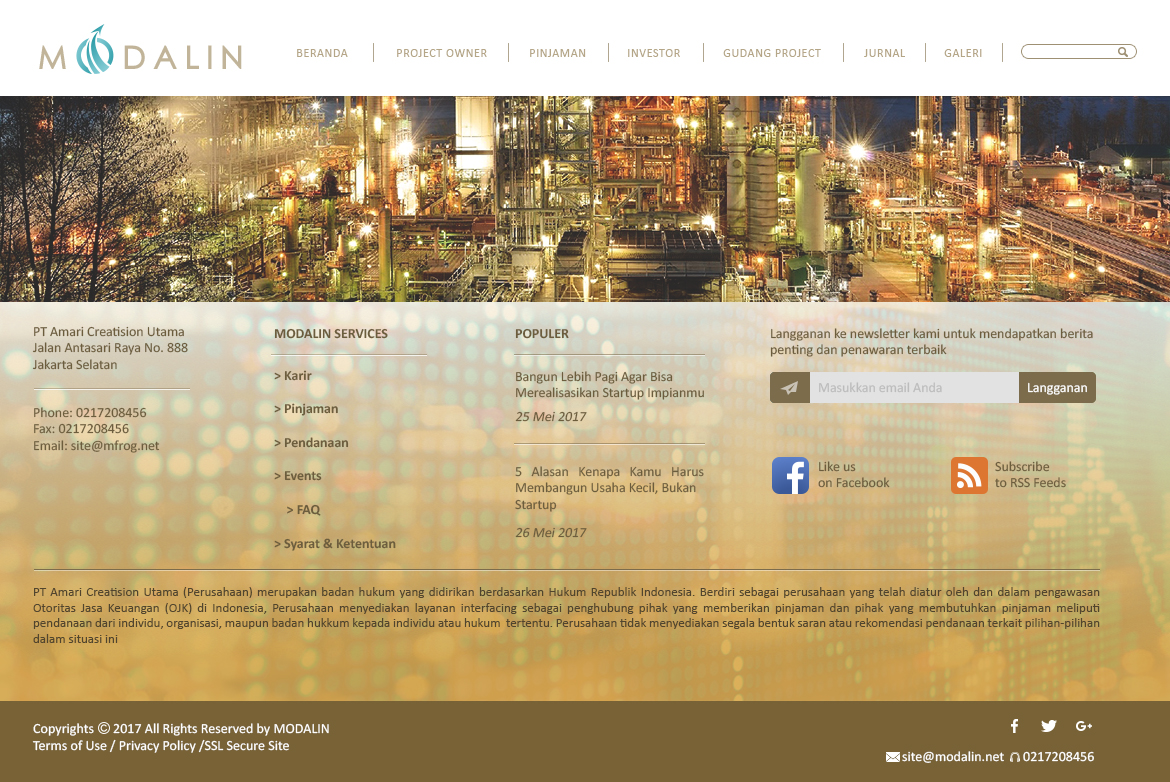 MODALIN
BERANDA
PROJECT OWNER
PINJAMAN
INVESTOR
GUDANG PROJECT
JURNAL
GALERI
PT Amari Creatision Utama
Jalan Antasari Raya No. 888
Jakarta Selatan
Phone: 0217208456
Fax: 0217208456
Email: site@mfrog.net
MODALIN SERVICES
> Karir
> Pinjaman
> Pendanaan
> Events
> FAQ
> Syarat & Ketentuan
POPULER
Bangun Lebih Pagi Agar Bisa
Merealisasikan Startup Impianmu
25 Mei 2017
5 Alasan Kenapa Kamu Harus
Membangun Usaha Kecil, Bukan
Startup
26 Mei 2017
Langganan ke newsletter kami untuk mendapatkan berita
penting dan penawaran terbaik
Masukkan email Anda
Langganan
Like us
on Facebook
Subscribe
to RSS Feeds
PT Amari Creatision Utama (Perusahaan) merupakan badan hukum yang didirikan berdasarkan Hukum Republik Indonesia. Berdiri sebagai perusahaan yang telah diatur oleh dan dalam pengawasan
Otoritas Jasa Keuangan (OJK) di Indonesia, Perusahaan menyediakan layanan interfacing sebagai penghubung pihak yang memberikan pinjaman dan pihak yang membutuhkan pinjaman meliputi
pendanaan dari individu, organisasi, maupun badan hukkum kepada individu atau hukum tertentu. Perusahaan tidak menyediakan segala bentuk saran atau rekomendasi pendanaan terkait pilihan-pilihan
dalam situasi ini
Copyrights © 2017 All Rights Reserved by MODALIN
Terms of Use / Privacy Policy /SSL Secure Site
site@modalin.net 0217208456